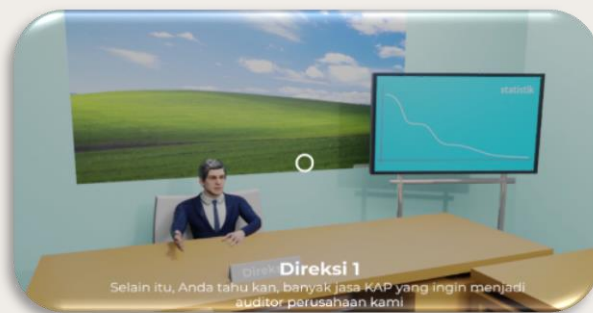 statistik
Direksi 1
Selain itu, Anda tahu kan, banyak jasa KAP yang ingin menjadi
auditor perusahaan kami